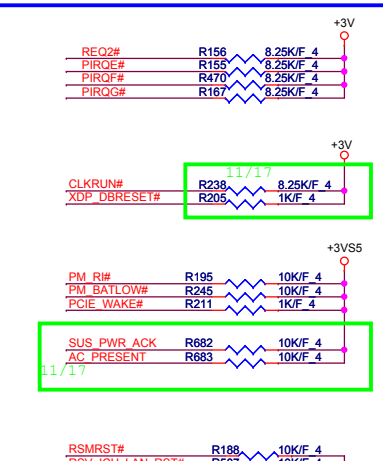 +3V
REQ2# R156 8.25K/F_4
PIRQE# R155 8.25K/F_4
PIRQF# R470 8.25K/F_4
PIRQG# R167 8.25K/F_4
+3V
11/17
CLKRUN# R238 8.25K/F_4
XDP_DBRESET# R205 1K/F_4
+3VS5
PM_RI# R195 10K/F_4
PM_BATLOW# R245 10K/F_4
PCIE_WAKE# R211 1K/F_4
SUS_PWR_ACK R682 10K/F_4
AC_PRESENT R683 10K/F_4
11/17
RSMRST# R188 10K/F_4